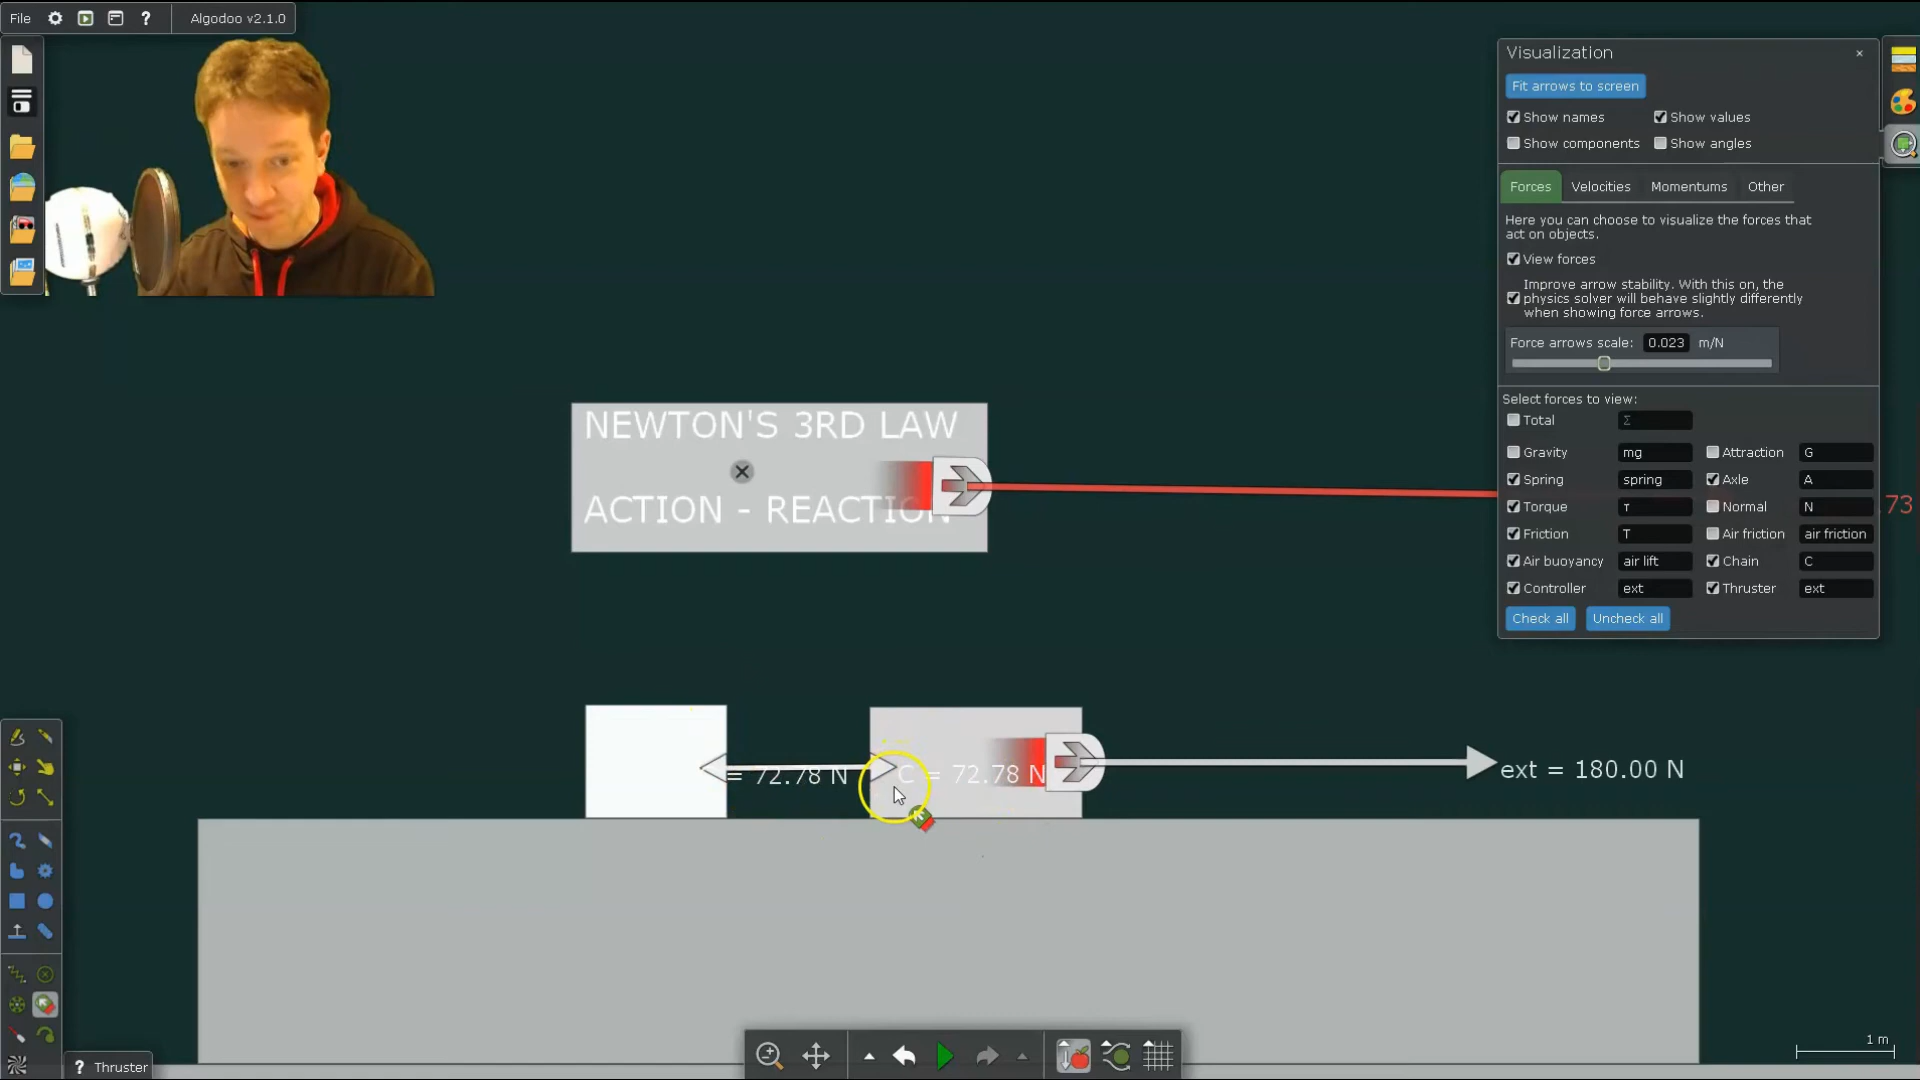 File ? Algodoo v2.1.0
Visualization
Fit arrows to screen
Show names Show values
Show components Show angles
Forces Velocities Momentums Other
Here you can choose to visualize the forces that
act on objects.
View forces
Improve arrow stability. With this on, the
physics solver will behave slightly differently
when showing force arrows.
Force arrows scale: 0.023 m/N
Select forces to view:
Total Σ
Gravity mg Attraction G
Spring spring Axle A
Torque τ Normal N
Friction T Air friction air friction
Air buoyancy air lift Chain C
Controller ext Thruster ext
Check all Uncheck all
NEWTON'S 3RD LAW
ACTION - REACTION
.73
= 72.78 N
C = 72.78 N
ext = 180.00 N
1 m
? Thruster